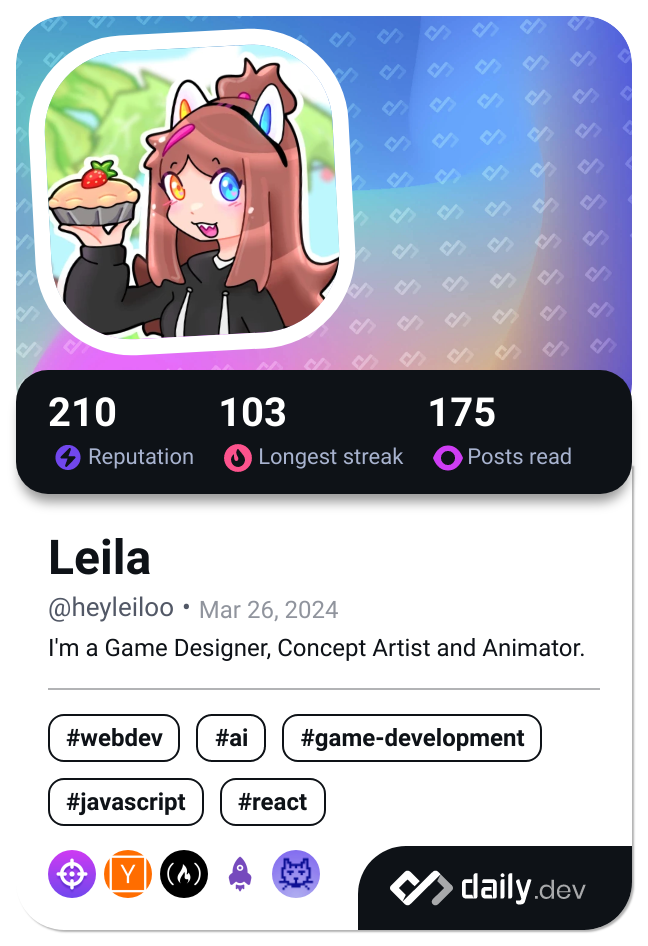 210 103 175
Reputation Longest streak Posts read
Leila
@heyleiloo • Mar 26, 2024
I'm a Game Designer, Concept Artist and Animator.
#webdev #ai #game-development
#javascript #react
Y
daily.dev